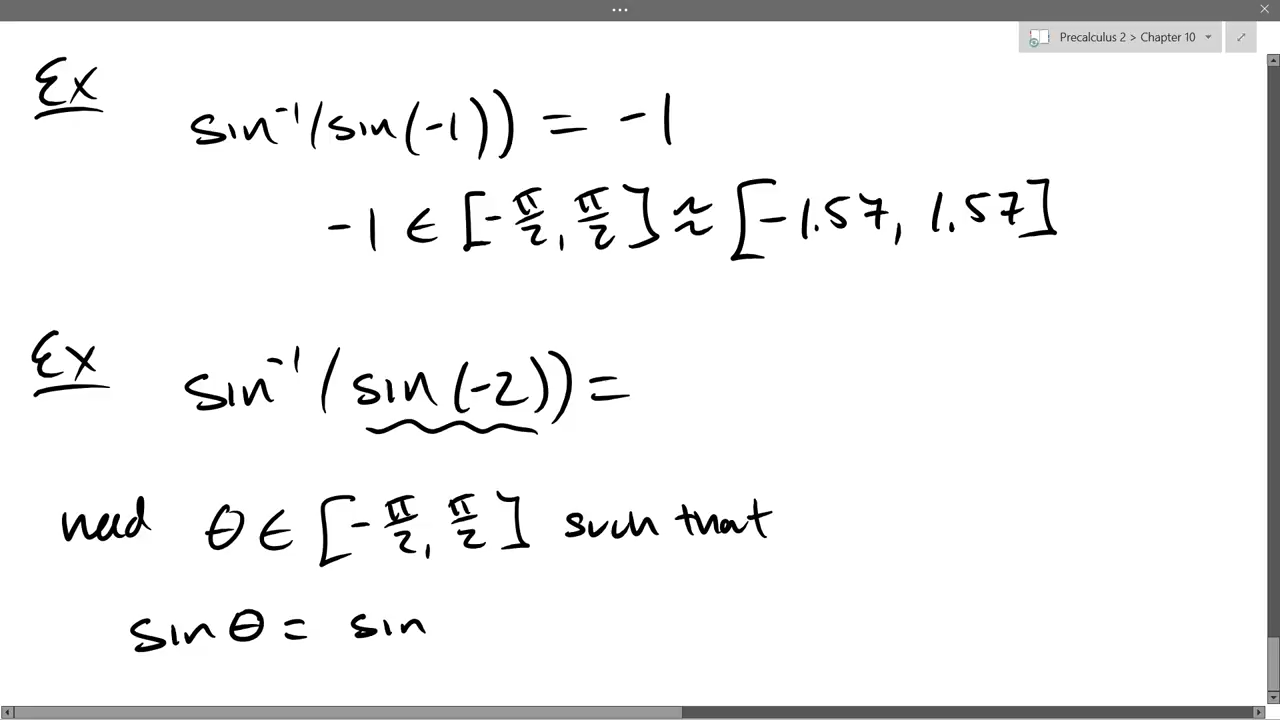 Precalculus 2 > Chapter 10
Ex
sin⁻¹(sin(-1)) = -1
-1 ∈ [-π/2, π/2] ≈ [-1.57, 1.57]
Ex
sin⁻¹(sin(-2)) =
need θ ∈ [-π/2, π/2] such that
sin θ = sin